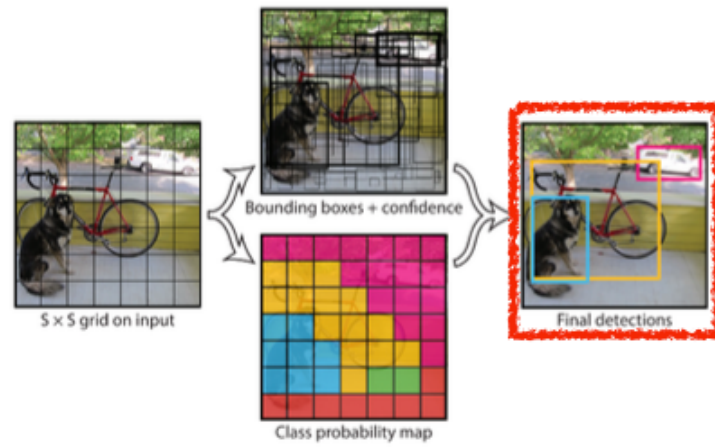 Bounding boxes + confidence
S × S grid on input
Final detections
Class probability map